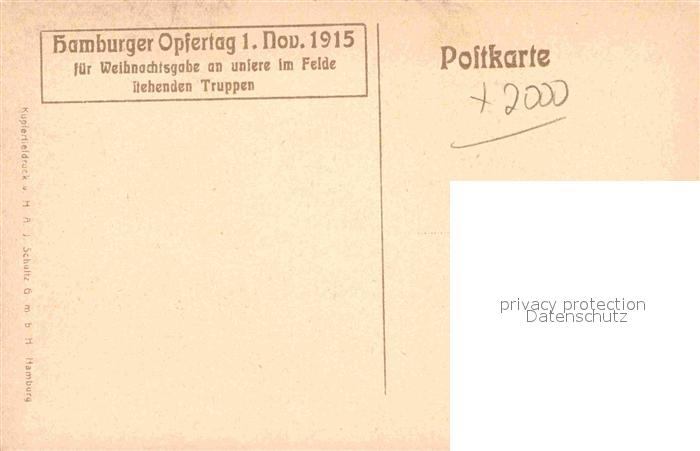 Hamburger Opfertag 1. Nov. 1915
für Weihnachtsgabe an unſere im Felde
ſtehenden Truppen
Poſtkarte
+ 2000
Kupfertiefdruck v. H. A. J. Schultz G. m. b. H. Hamburg
privacy protection
Datenschutz